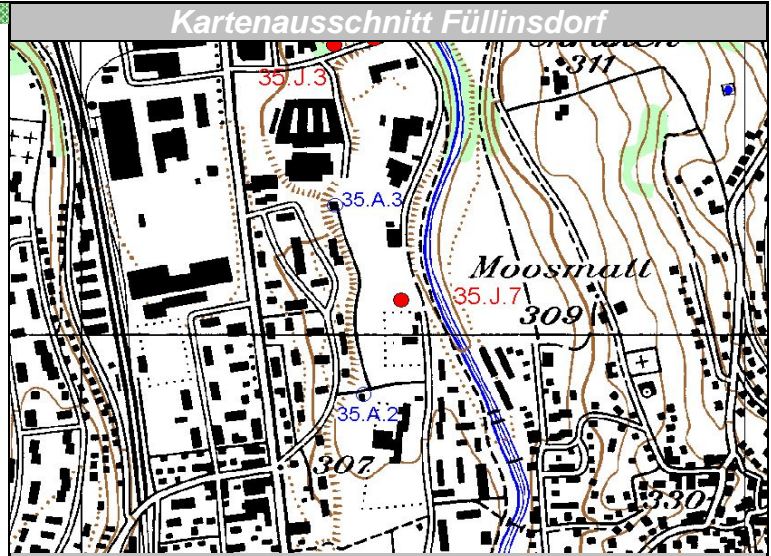 Kartenausschnitt Füllinsdorf
311
35.J.3
35.A.3
Moosmatt
35.J.7
309
35.A.2
307
330